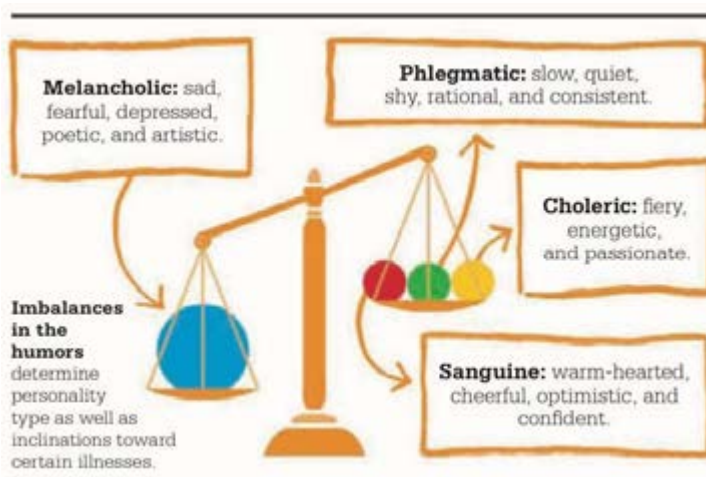 Melancholic: sad,
fearful, depressed,
poetic, and artistic.
Phlegmatic: slow, quiet,
shy, rational, and consistent.
Choleric: fiery,
energetic,
and passionate.
Imbalances
in the
humors
determine
personality
type as well as
inclinations toward
certain illnesses.
Sanguine: warm-hearted,
cheerful, optimistic, and
confident.